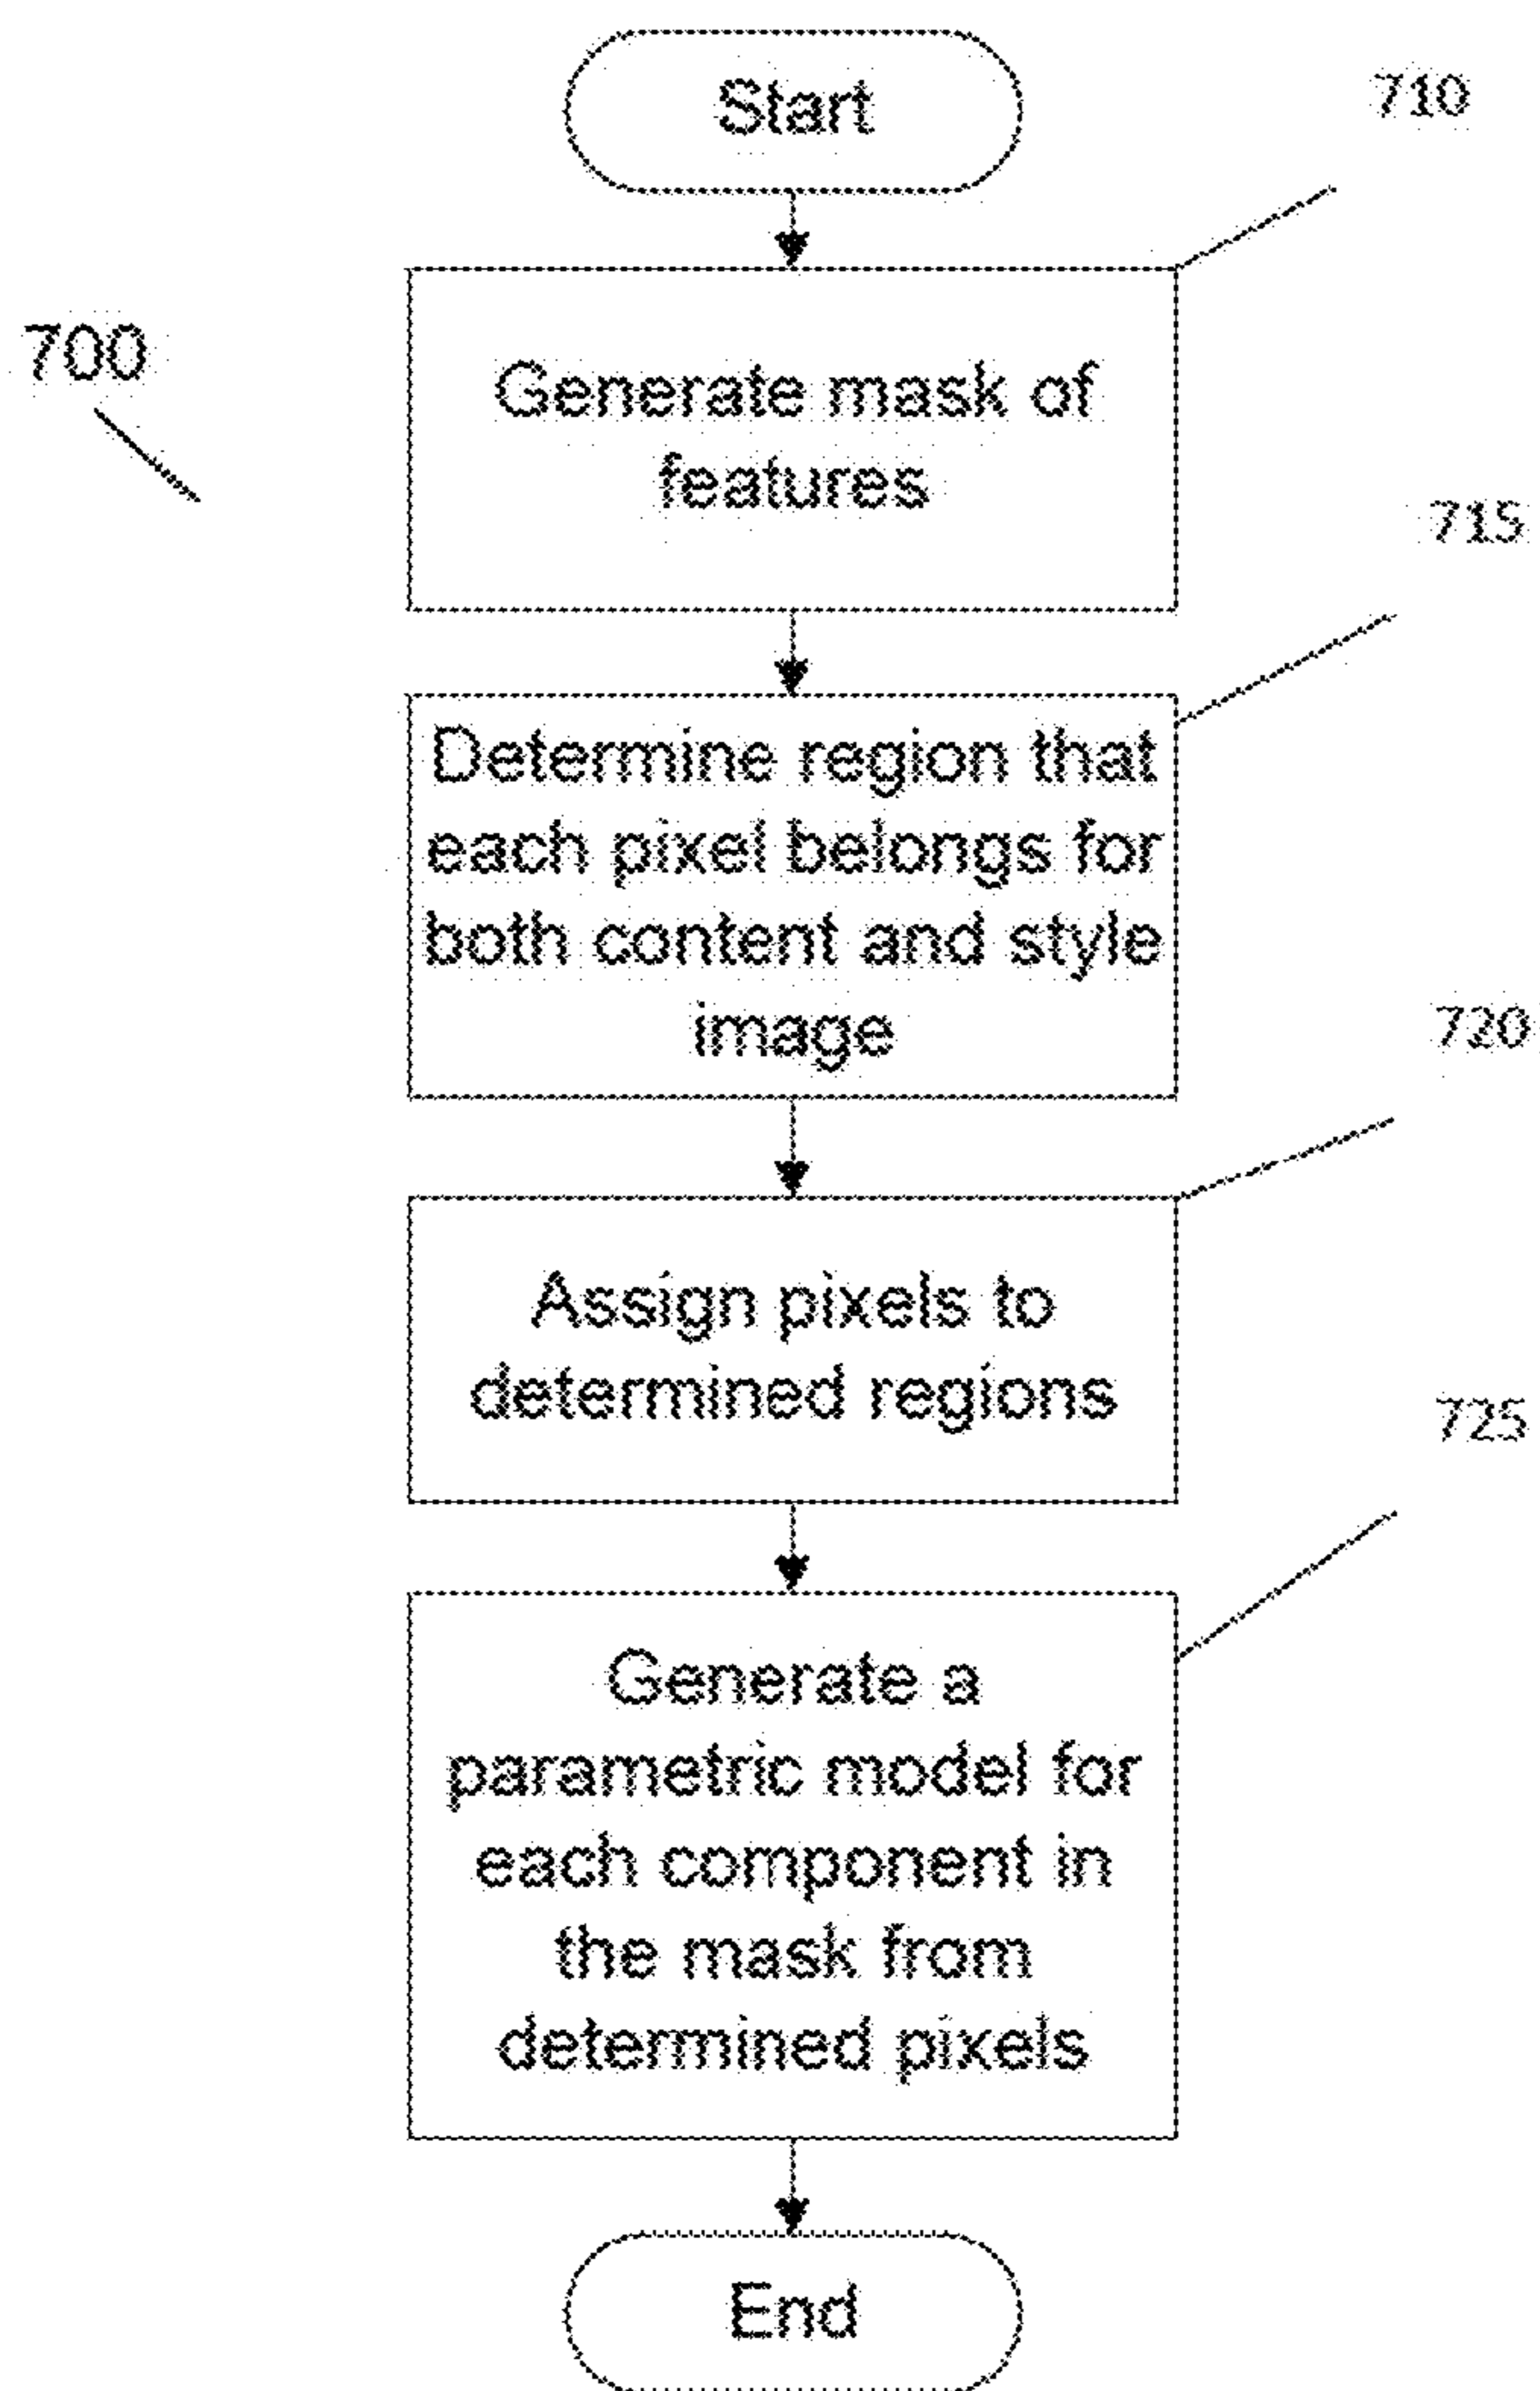 Start
710
700
Generate mask of
features
715
Determine region that
each pixel belongs for
both content and style
image
720
Assign pixels to
determined regions
725
Generate a
parametric model for
each component in
the mask from
determined pixels
End